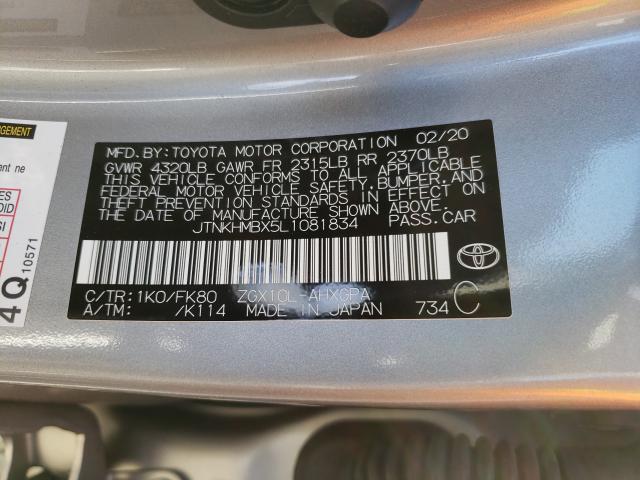 MFD. BY: TOYOTA MOTOR CORPORATION 02/20
GVWR 4320LB GAWR FR 2315LB RR 2370LB
THIS VEHICLE CONFORMS TO ALL APPLICABLE
FEDERAL MOTOR VEHICLE SAFETY, BUMPER, AND
THEFT PREVENTION STANDARDS IN EFFECT ON
THE DATE OF MANUFACTURE SHOWN ABOVE.
JTNKHMBX5L1081834 PASS. CAR
TOYOTA
C/TR: 1K0/FK80 ZGX10L-AHXGPA
A/TM: /K114 MADE IN JAPAN 734 C
4Q
10571